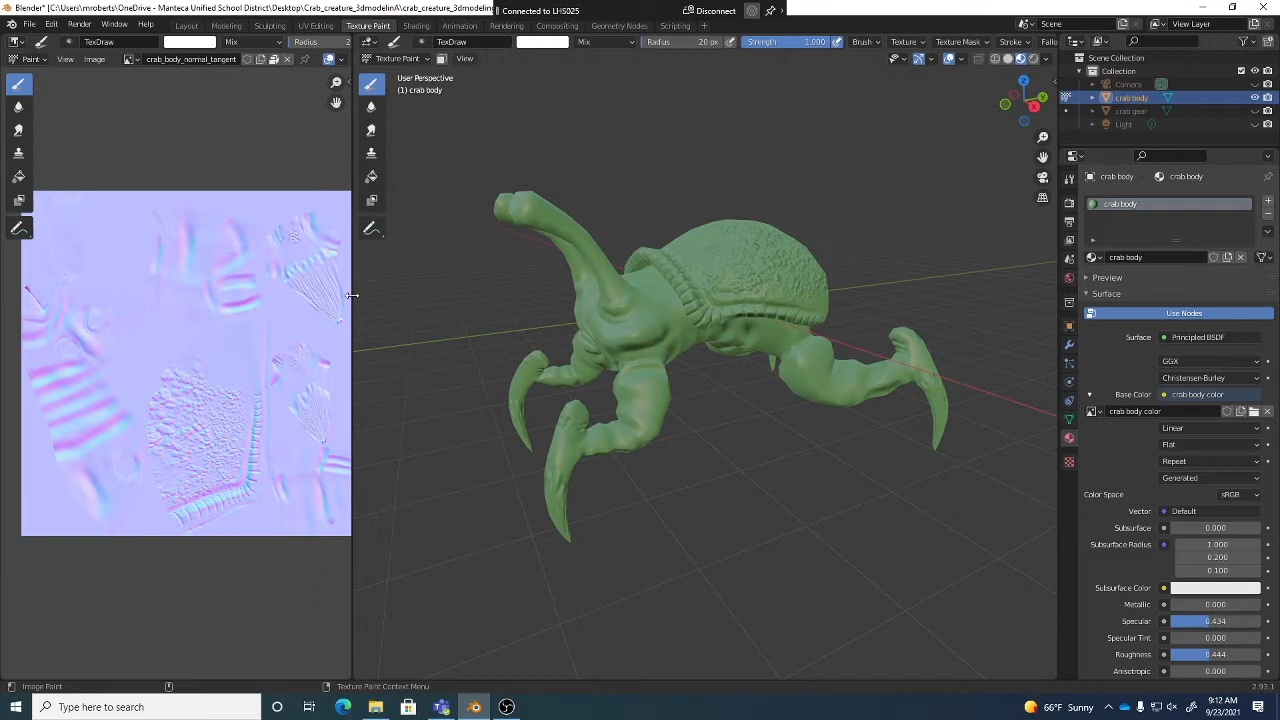 Blender* [C:\Users\mroberts\OneDrive - Manteca Unified School District\Desktop\Crab_creature_3dmodelinA\crab_creature_3dmodelin
Connected to LHS025
Disconnect
File Edit Render Window Help
Layout Modeling Sculpting UV Editing Texture Paint Shading Animation Rendering Compositing Geometry Nodes Scripting +
Scene
View Layer
TexDraw Mix Radius 2
TexDraw Mix Radius 20 px Strength 1.000 Brush Texture Texture Mask Stroke Fallo
Paint View Image crab_body_normal_tangent
Texture Paint View
User Perspective
(1) crab body
Z
Y
X
Scene Collection
Collection
Camera
crab body
crab gear
Light
crab body crab body
crab body
crab body
Preview
Surface
Use Nodes
Surface Principled BSDF
GGX
Christensen-Burley
Base Color crab body color
crab body color
Linear
Flat
Repeat
Generated
Color Space sRGB
Vector Default
Subsurface 0.000
Subsurface Radius 1.000
0.200
0.100
Subsurface Color
Metallic 0.000
Specular 0.434
Specular Tint 0.000
Roughness 0.444
Anisotropic 0.000
Image Paint
Texture Paint Context Menu
2.93.1
Type here to search
66°F Sunny
9:12 AM
9/23/2021